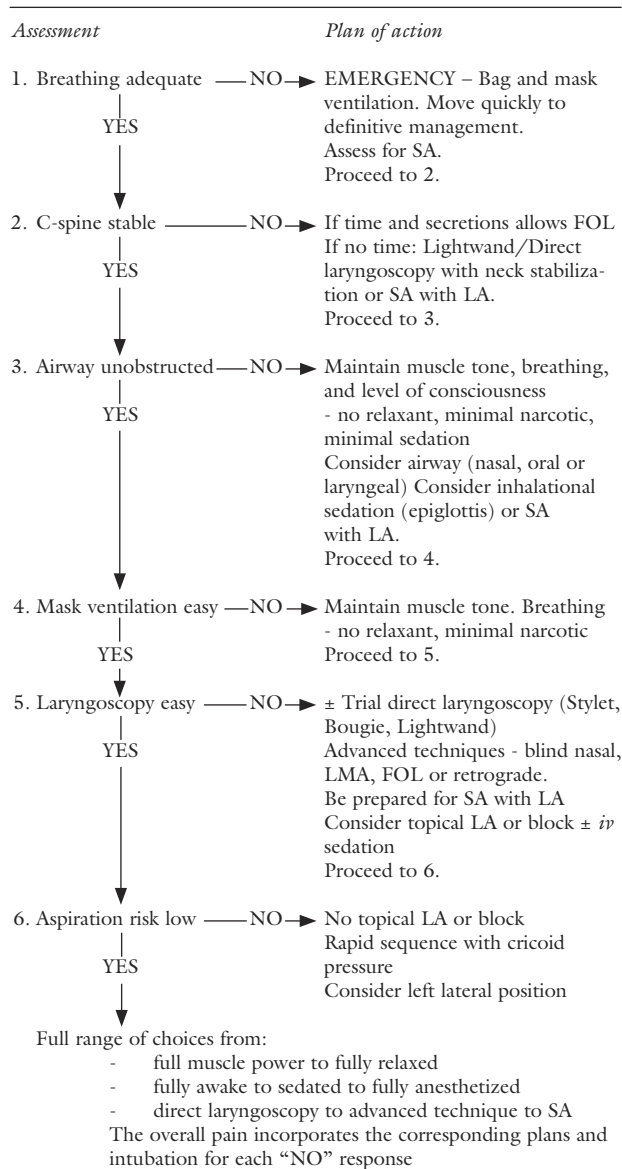 Assessment Plan of action
1. Breathing adequate NO EMERGENCY – Bag and mask
ventilation. Move quickly to
YES definitive management.
Assess for SA.
Proceed to 2.
2. C-spine stable NO If time and secretions allows FOL
If no time: Lightwand/Direct
YES laryngoscopy with neck stabiliza-
tion or SA with LA.
Proceed to 3.
3. Airway unobstructed NO Maintain muscle tone, breathing,
and level of consciousness
YES - no relaxant, minimal narcotic,
minimal sedation
Consider airway (nasal, oral or
laryngeal) Consider inhalational
sedation (epiglottis) or SA
with LA.
Proceed to 4.
4. Mask ventilation easy NO Maintain muscle tone. Breathing
- no relaxant, minimal narcotic
YES Proceed to 5.
5. Laryngoscopy easy NO ± Trial direct laryngoscopy (Stylet,
Bougie, Lightwand)
YES Advanced techniques - blind nasal,
LMA, FOL or retrograde.
Be prepared for SA with LA
Consider topical LA or block ± iv
sedation
Proceed to 6.
6. Aspiration risk low NO No topical LA or block
Rapid sequence with cricoid
YES pressure
Consider left lateral position
Full range of choices from:
- full muscle power to fully relaxed
- fully awake to sedated to fully anesthetized
- direct laryngoscopy to advanced technique to SA
The overall pain incorporates the corresponding plans and
intubation for each “NO” response